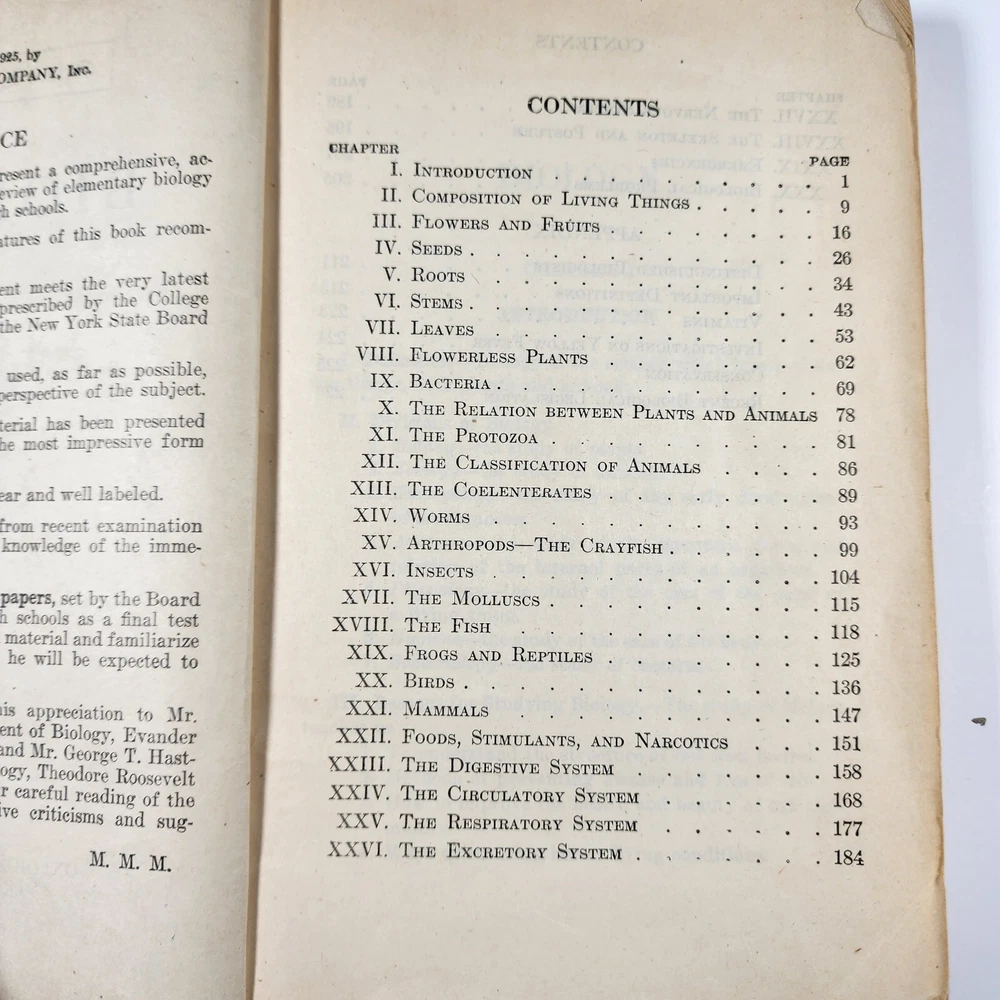 925, by
OMPANY, Inc.
CE
resent a comprehensive, ac-
eview of elementary biology
h schools.
atures of this book recom-
ent meets the very latest
prescribed by the College
the New York State Board
used, as far as possible,
perspective of the subject.
terial has been presented
he most impressive form
ear and well labeled.
from recent examination
knowledge of the imme-
papers, set by the Board
h schools as a final test
material and familiarize
he will be expected to
his appreciation to Mr.
ent of Biology, Evander
and Mr. George T. Hast-
ogy, Theodore Roosevelt
r careful reading of the
ive criticisms and sug-
M. M. M.
CONTENTS
CHAPTER PAGE
I. Introduction . . . . . . . . . . 1
II. Composition of Living Things . . . . . 9
III. Flowers and Fruits . . . . . . . 16
IV. Seeds . . . . . . . . . . . . 26
V. Roots . . . . . . . . . . . . 34
VI. Stems . . . . . . . . . . . . 43
VII. Leaves . . . . . . . . . . . 53
VIII. Flowerless Plants . . . . . . . 62
IX. Bacteria . . . . . . . . . . . 69
X. The Relation between Plants and Animals 78
XI. The Protozoa . . . . . . . . . 81
XII. The Classification of Animals . . . . 86
XIII. The Coelenterates . . . . . . . 89
XIV. Worms . . . . . . . . . . . 93
XV. Arthropods—The Crayfish . . . . . 99
XVI. Insects . . . . . . . . . . . 104
XVII. The Molluscs . . . . . . . . 115
XVIII. The Fish . . . . . . . . . . 118
XIX. Frogs and Reptiles . . . . . . . 125
XX. Birds . . . . . . . . . . . . 136
XXI. Mammals . . . . . . . . . . 147
XXII. Foods, Stimulants, and Narcotics . . . 151
XXIII. The Digestive System . . . . . . 158
XXIV. The Circulatory System . . . . . 168
XXV. The Respiratory System . . . . . 177
XXVI. The Excretory System . . . . . . 184